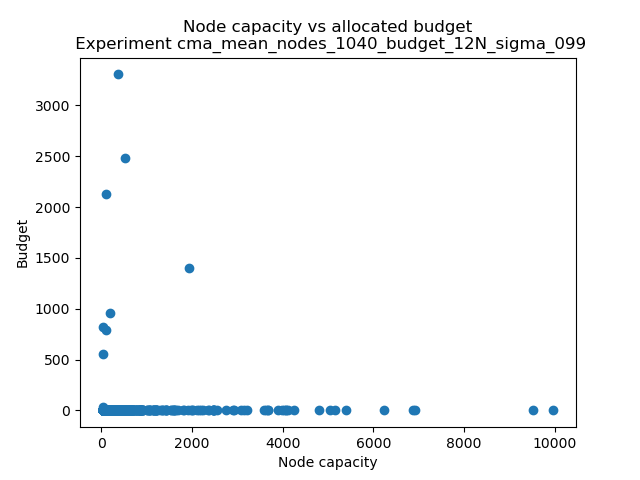 Node capacity vs allocated budget
Experiment cma_mean_nodes_1040_budget_12N_sigma_099
3000
2500
2000
1500
1000
500
0
Budget
0 2000 4000 6000 8000 10000
Node capacity